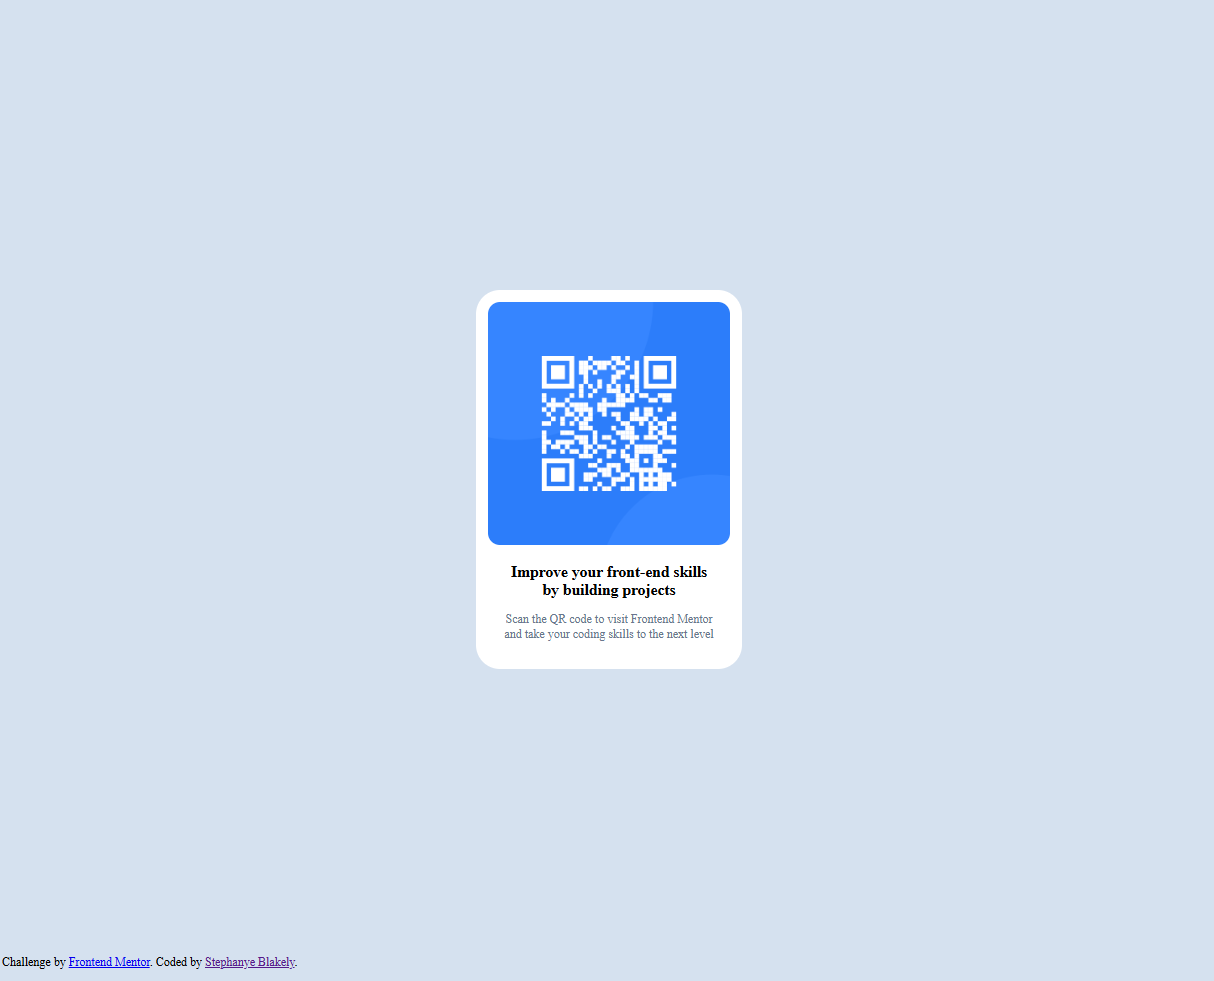 Improve your front-end skills
by building projects
Scan the QR code to visit Frontend Mentor
and take your coding skills to the next level
Challenge by Frontend Mentor. Coded by Stephanye Blakely.